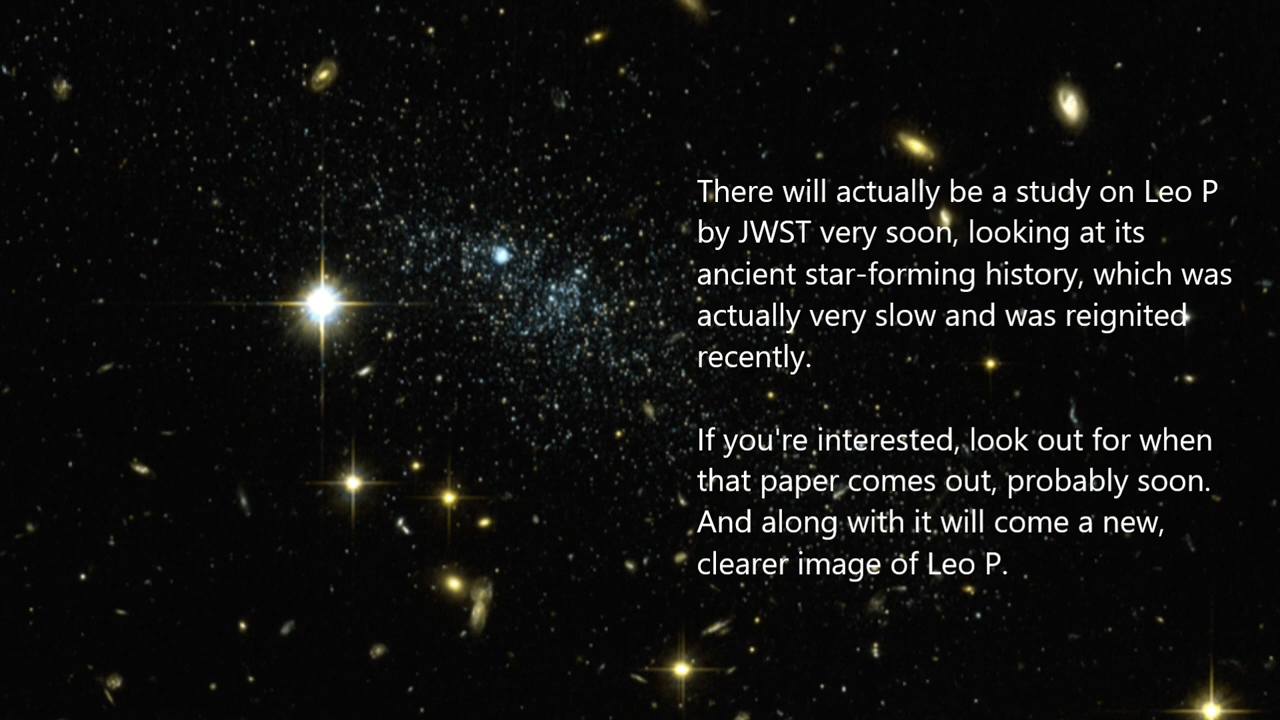 There will actually be a study on Leo P
by JWST very soon, looking at its
ancient star-forming history, which was
actually very slow and was reignited
recently.
If you're interested, look out for when
that paper comes out, probably soon.
And along with it will come a new,
clearer image of Leo P.